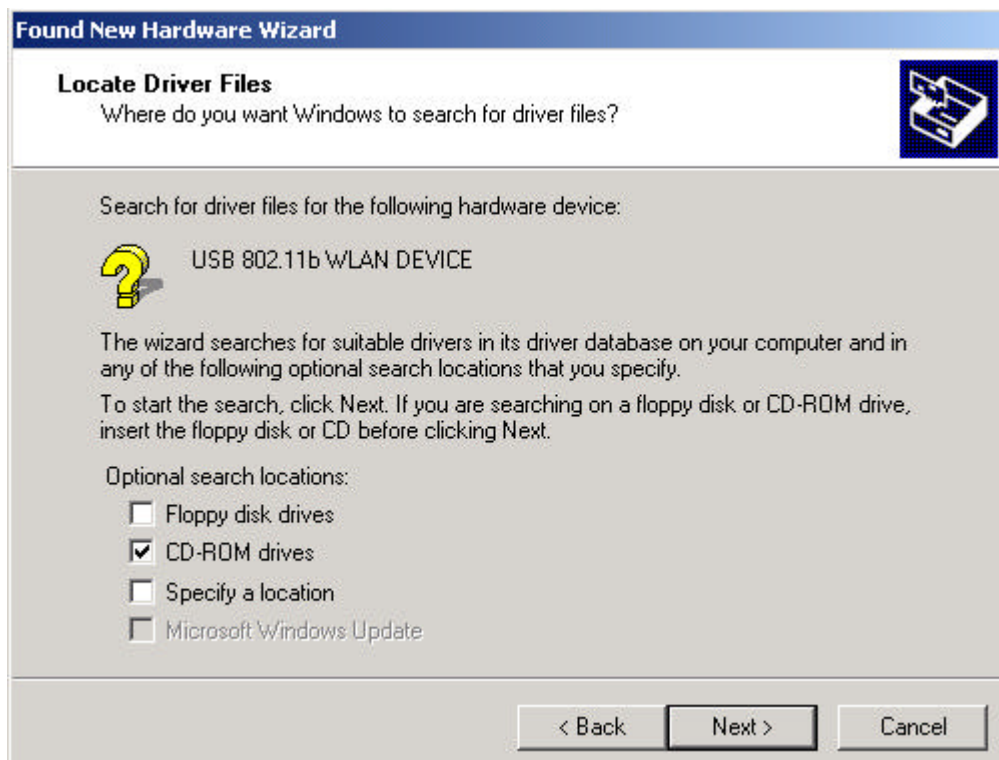 Found New Hardware Wizard
Locate Driver Files
Where do you want Windows to search for driver files?
Search for driver files for the following hardware device:
USB 802.11b WLAN DEVICE
The wizard searches for suitable drivers in its driver database on your computer and in
any of the following optional search locations that you specify.
To start the search, click Next. If you are searching on a floppy disk or CD-ROM drive,
insert the floppy disk or CD before clicking Next.
Optional search locations:
Floppy disk drives
CD-ROM drives
Specify a location
Microsoft Windows Update
< Back Next > Cancel